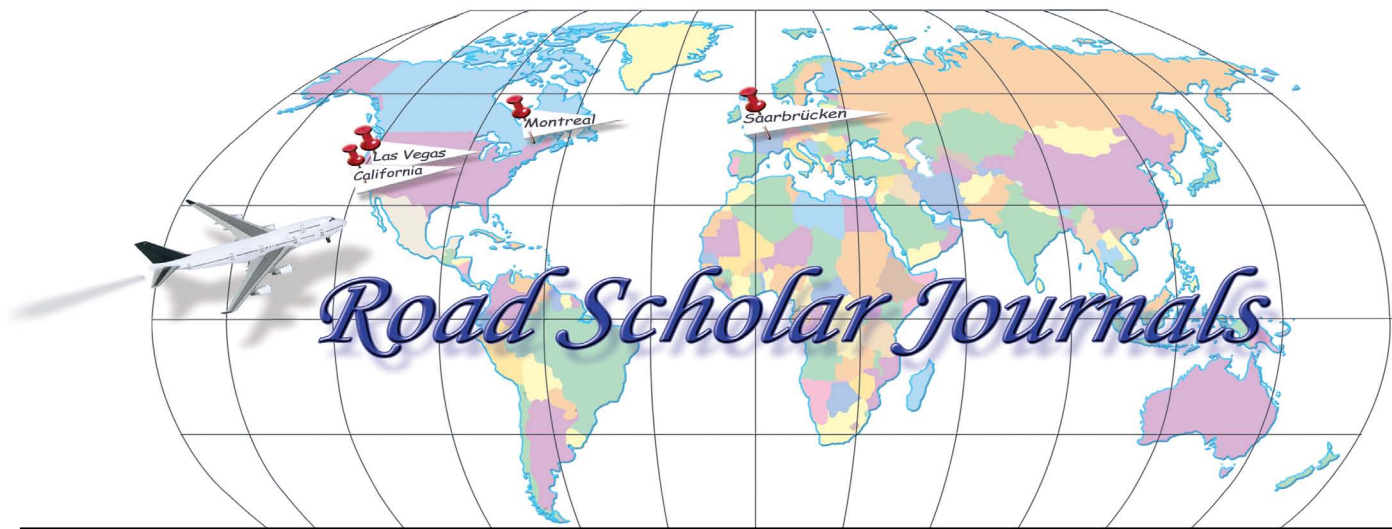 Montreal
Saarbrücken
Las Vegas
California
Road Scholar Journals